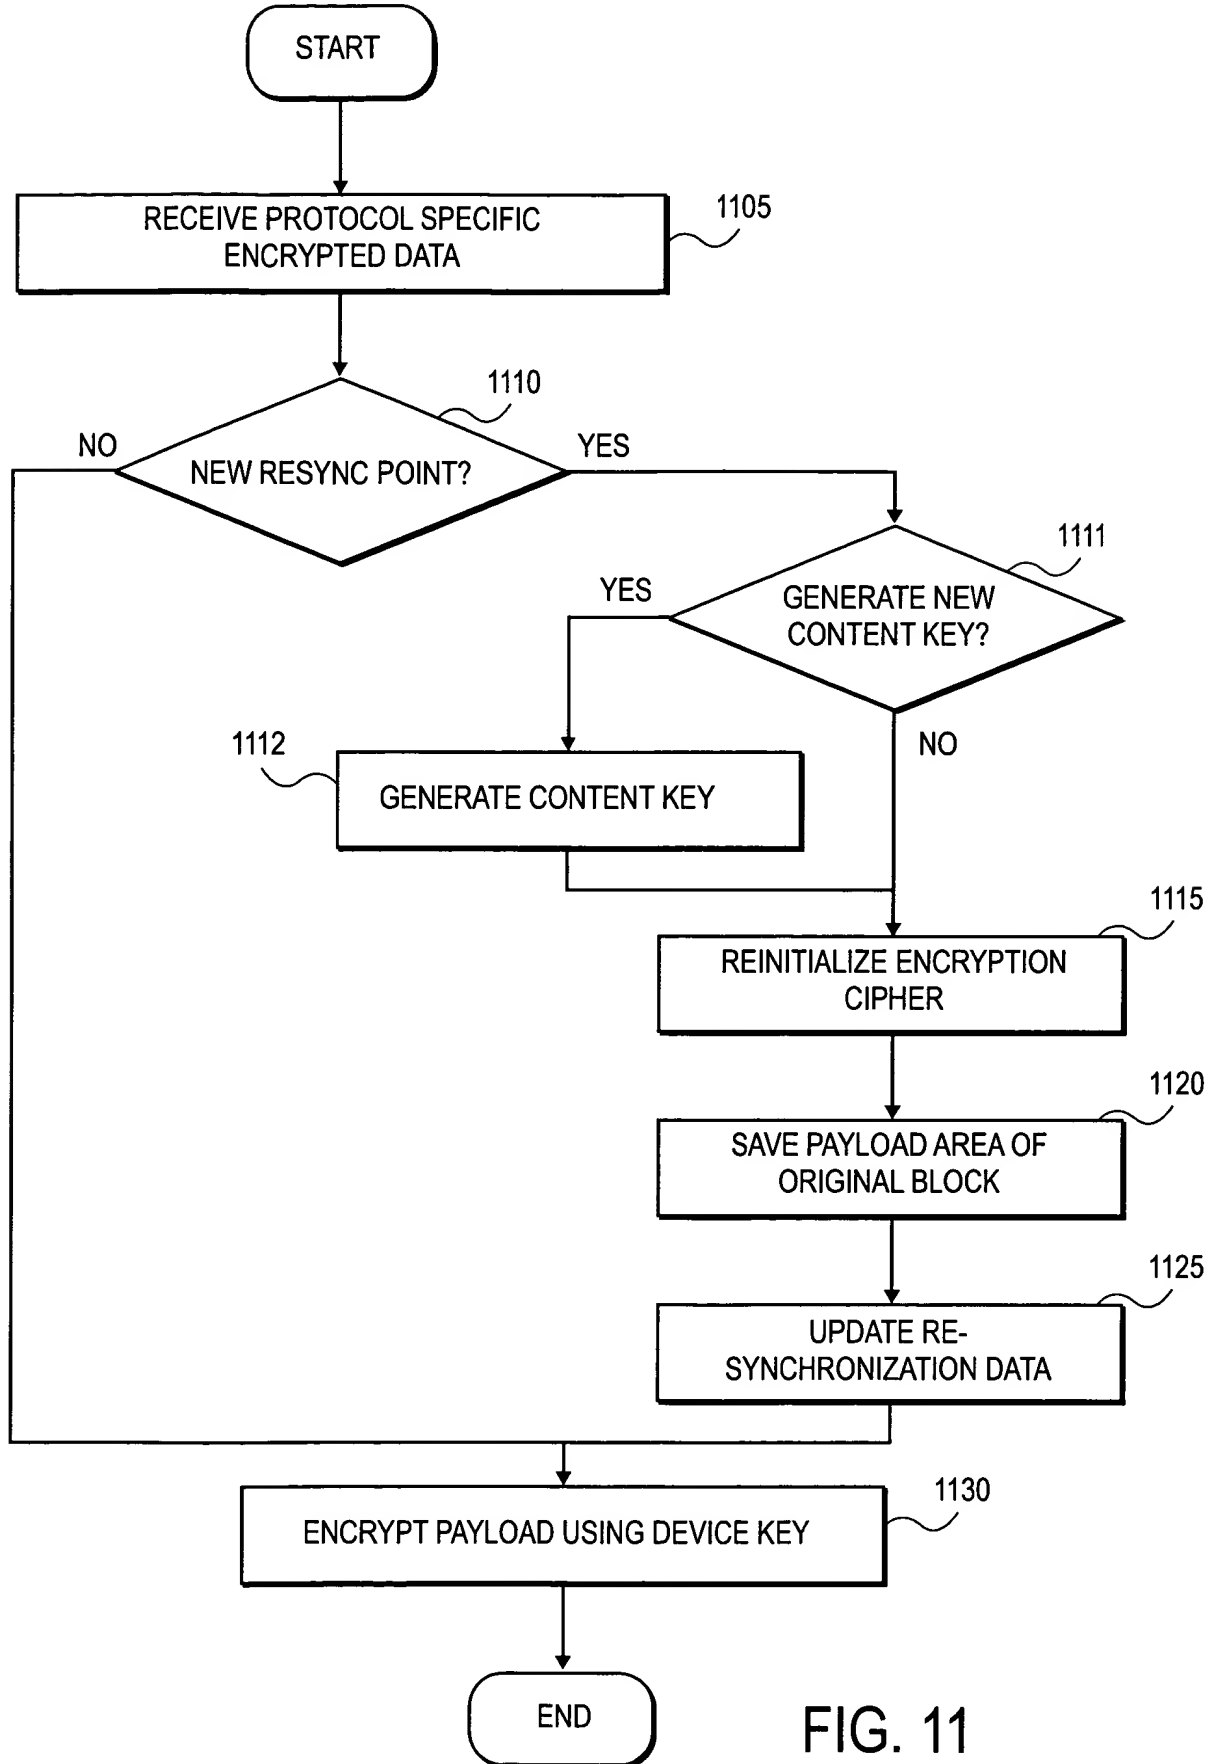 START
RECEIVE PROTOCOL SPECIFIC
ENCRYPTED DATA
1105
1110
NO
NEW RESYNC POINT?
YES
1111
YES
GENERATE NEW
CONTENT KEY?
1112
GENERATE CONTENT KEY
NO
1115
REINITIALIZE ENCRYPTION
CIPHER
1120
SAVE PAYLOAD AREA OF
ORIGINAL BLOCK
1125
UPDATE RE-
SYNCHRONIZATION DATA
1130
ENCRYPT PAYLOAD USING DEVICE KEY
END
FIG. 11